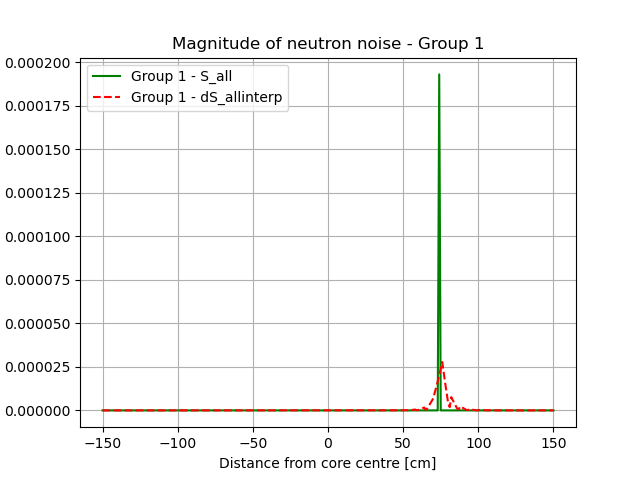 Magnitude of neutron noise - Group 1
Group 1 - S_all
Group 1 - dS_allinterp
0.000200
0.000175
0.000150
0.000125
0.000100
0.000075
0.000050
0.000025
0.000000
−150 −100 −50 0 50 100 150
Distance from core centre [cm]